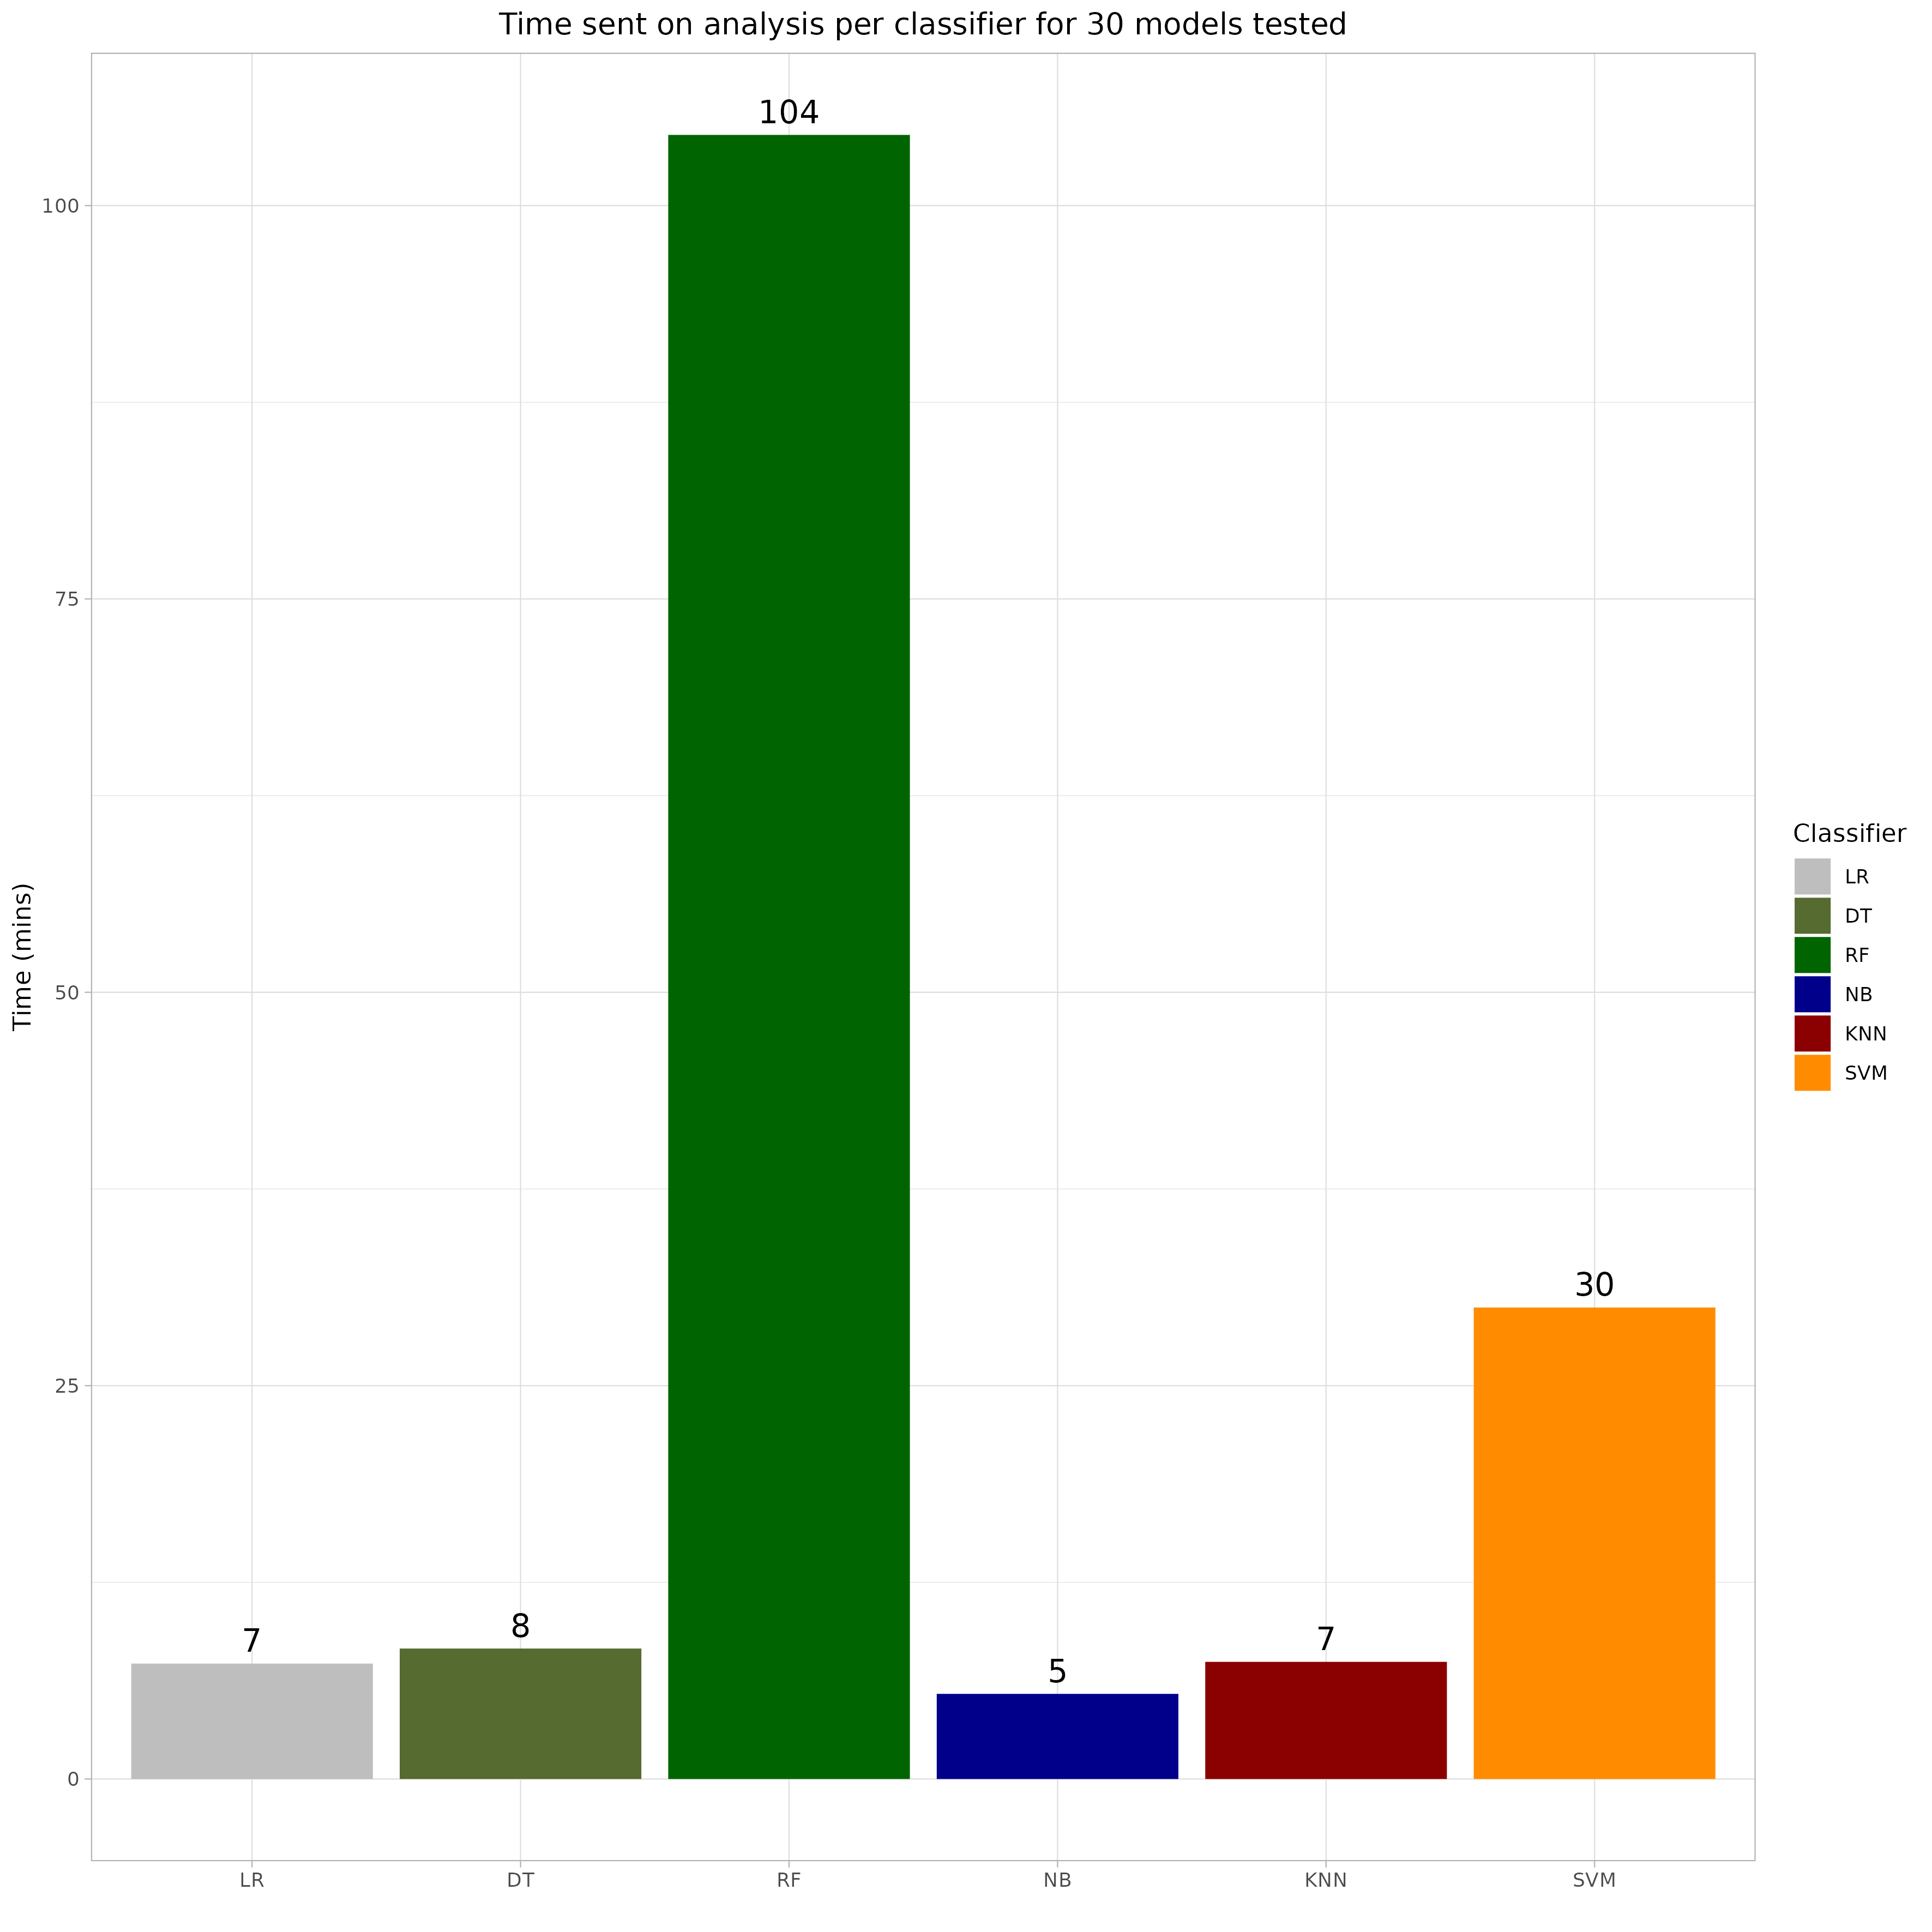 Time sent on analysis per classifier for 30 models tested
Time (mins)
100
75
50
25
0
7
8
104
5
7
30
LR
DT
RF
NB
KNN
SVM
Classifier
LR
DT
RF
NB
KNN
SVM